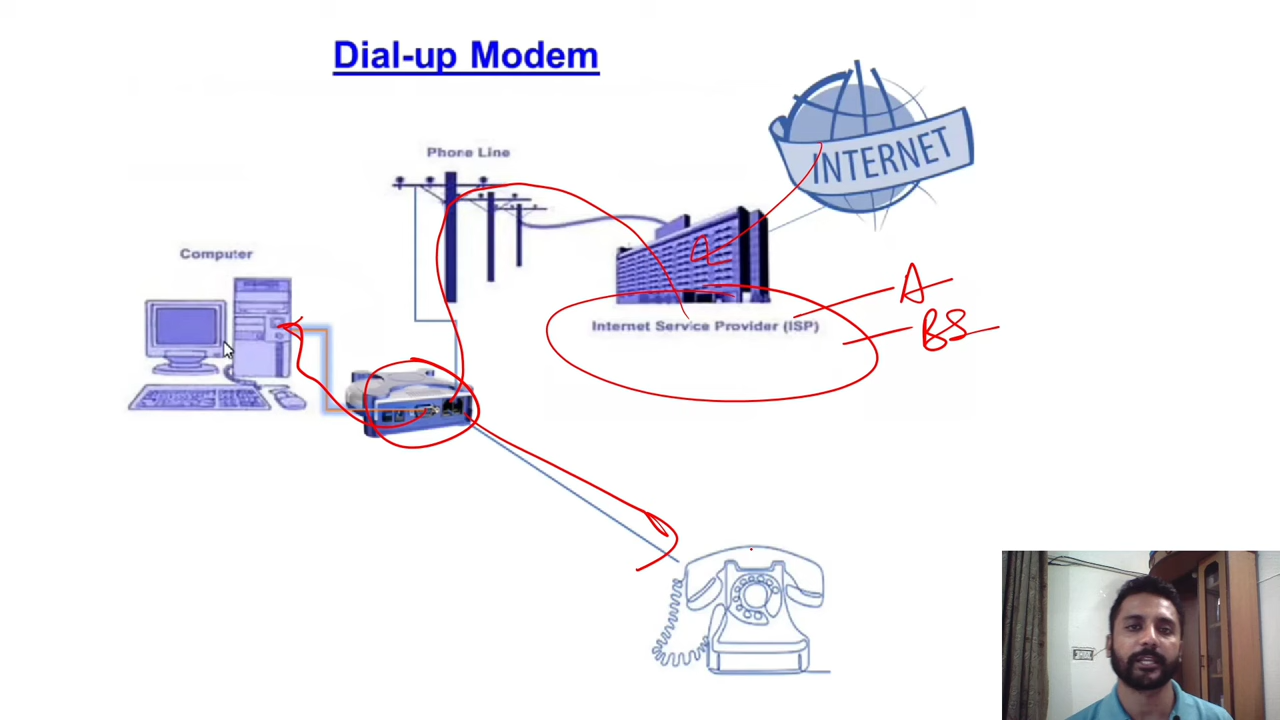 Dial-up Modem
Phone Line
INTERNET
Computer
A
Internet Service Provider (ISP)
BS